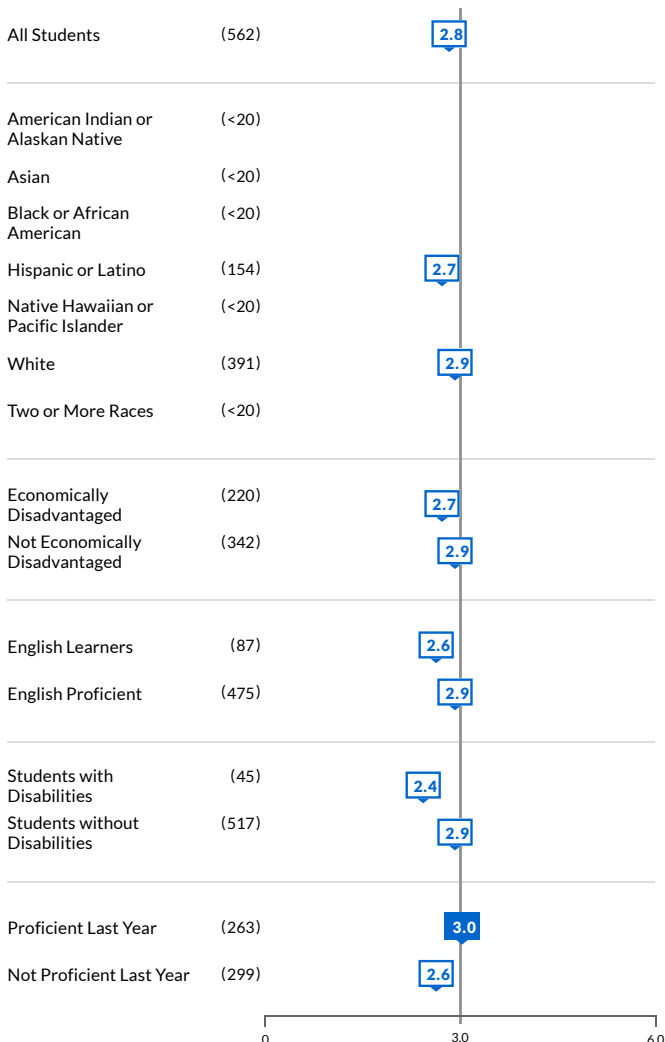 All Students (562) 2.8
American Indian or (<20)
Alaskan Native
Asian (<20)
Black or African (<20)
American
Hispanic or Latino (154) 2.7
Native Hawaiian or (<20)
Pacific Islander
White (391) 2.9
Two or More Races (<20)
Economically (220) 2.7
Disadvantaged
Not Economically (342) 2.9
Disadvantaged
English Learners (87) 2.6
English Proficient (475) 2.9
Students with (45) 2.4
Disabilities
Students without (517) 2.9
Disabilities
Proficient Last Year (263) 3.0
Not Proficient Last Year (299) 2.6
0 3.0 6.0